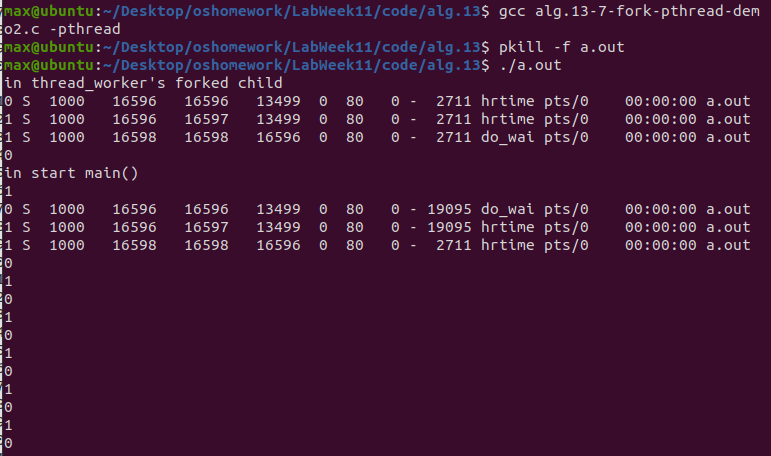 max@ubuntu:~/Desktop/oshomework/LabWeek11/code/alg.13$ gcc alg.13-7-fork-pthread-dem
o2.c -pthread
max@ubuntu:~/Desktop/oshomework/LabWeek11/code/alg.13$ pkill -f a.out
max@ubuntu:~/Desktop/oshomework/LabWeek11/code/alg.13$ ./a.out
in thread_worker's forked child
0 S  1000   16596   16596   13499  0  80   0 -  2711 hrtime pts/0    00:00:00 a.out
1 S  1000   16596   16597   13499  0  80   0 -  2711 hrtime pts/0    00:00:00 a.out
1 S  1000   16598   16598   16596  0  80   0 -  2711 do_wai pts/0    00:00:00 a.out
0
in start main()
1
0 S  1000   16596   16596   13499  0  80   0 - 19095 do_wai pts/0    00:00:00 a.out
1 S  1000   16596   16597   13499  0  80   0 - 19095 hrtime pts/0    00:00:00 a.out
1 S  1000   16598   16598   16596  0  80   0 -  2711 hrtime pts/0    00:00:00 a.out
0
1
0
1
0
1
0
1
0
1
0